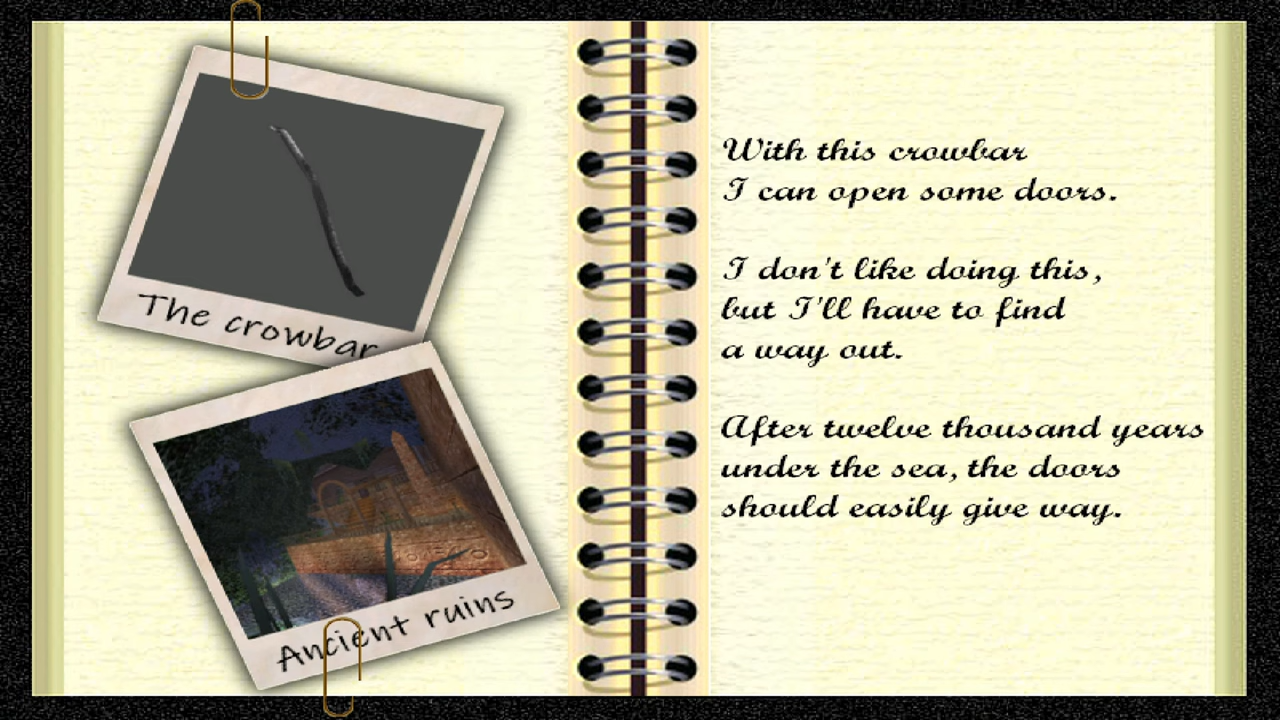 The crowbar
Ancient ruins
With this crowbar
I can open some doors.
I don't like doing this,
but I'll have to find
a way out.
After twelve thousand years
under the sea, the doors
should easily give way.